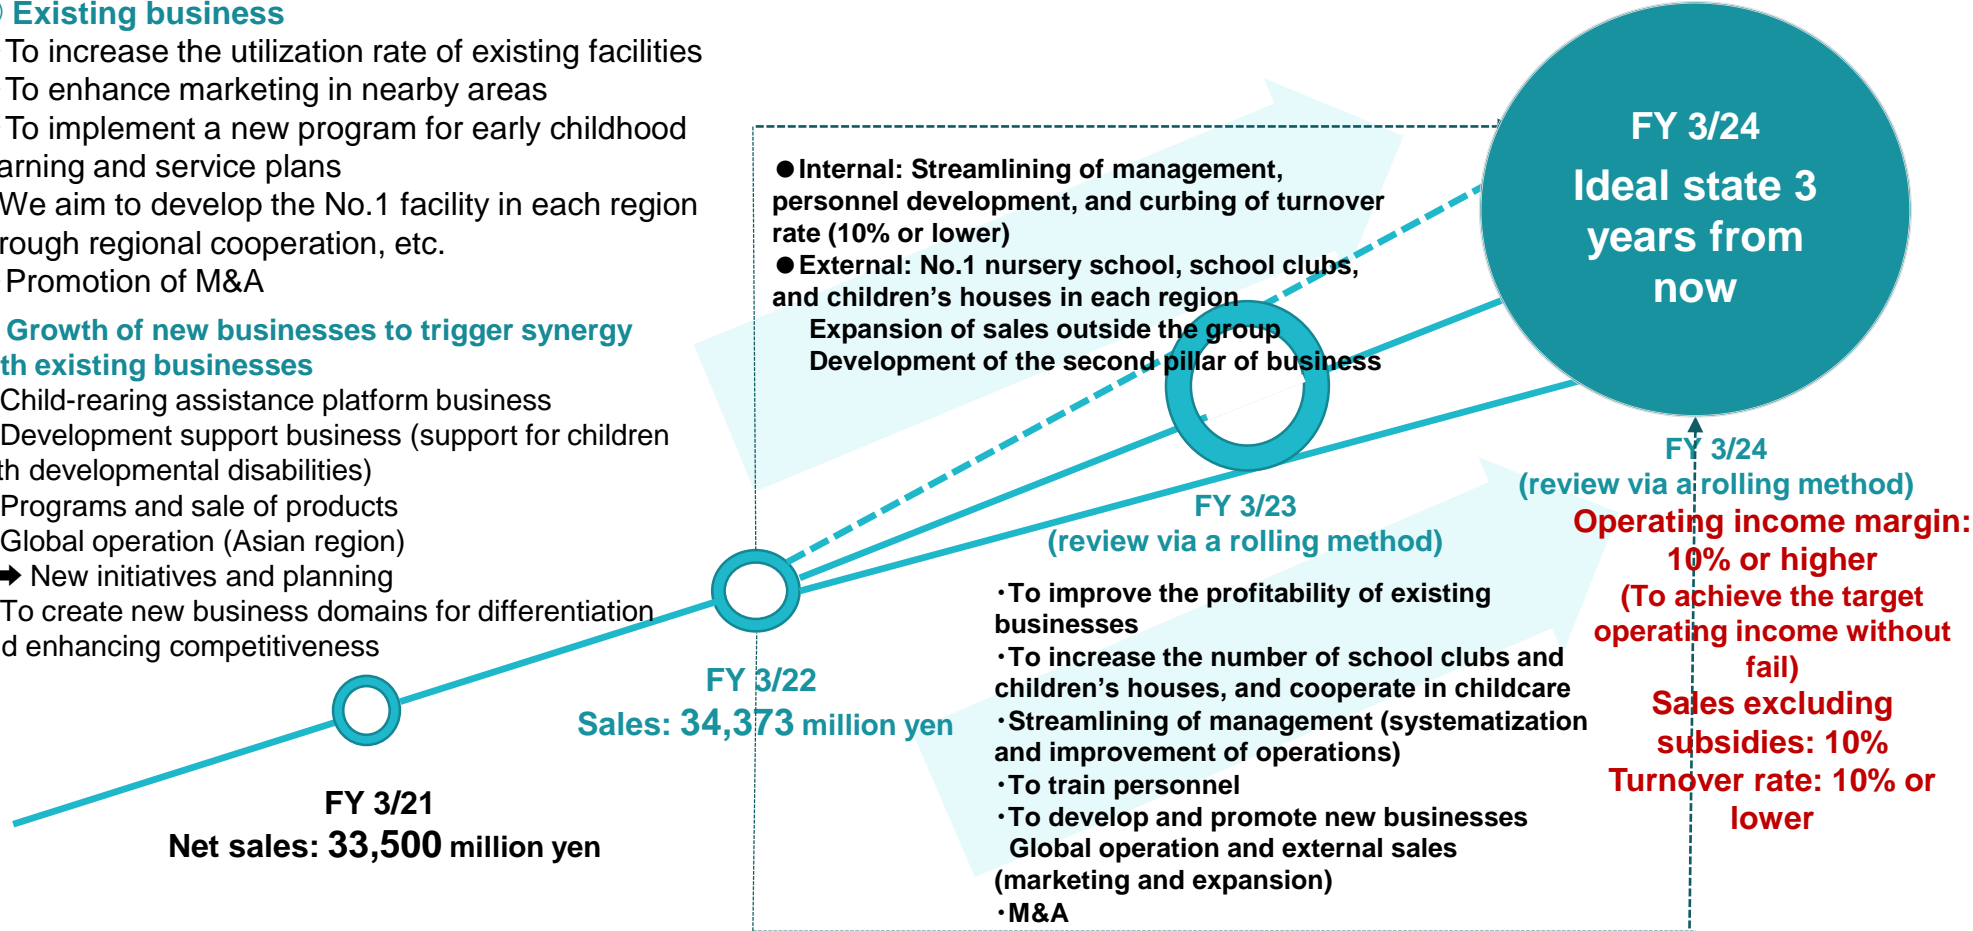 Existing business
To increase the utilization rate of existing facilities
To enhance marketing in nearby areas
To implement a new program for early childhood
arning and service plans
We aim to develop the No.1 facility in each region
rough regional cooperation, etc.
Promotion of M&A
Growth of new businesses to trigger synergy
th existing businesses
Child-rearing assistance platform business
Development support business (support for children
th developmental disabilities)
Programs and sale of products
Global operation (Asian region)
➡ New initiatives and planning
To create new business domains for differentiation
d enhancing competitiveness
FY 3/21
Net sales: 33,500 million yen
FY 3/22
Sales: 34,373 million yen
●Internal: Streamlining of management,
personnel development, and curbing of turnover
rate (10% or lower)
●External: No.1 nursery school, school clubs,
and children’s houses in each region
Expansion of sales outside the group
Development of the second pillar of business
FY 3/23
(review via a rolling method)
・To improve the profitability of existing
businesses
・To increase the number of school clubs and
children’s houses, and cooperate in childcare
・Streamlining of management (systematization
and improvement of operations)
・To train personnel
・To develop and promote new businesses
Global operation and external sales
(marketing and expansion)
・M&A
FY 3/24
Ideal state 3
years from
now
FY 3/24
(review via a rolling method)
Operating income margin:
10% or higher
(To achieve the target
operating income without
fail)
Sales excluding
subsidies: 10%
Turnover rate: 10% or
lower